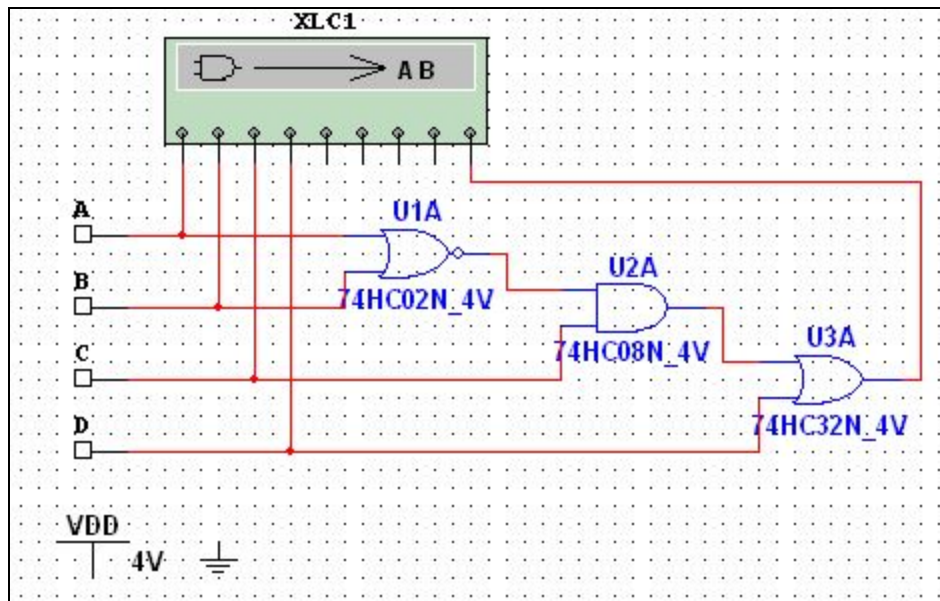 XLC1
A B
A
U1A
B
74HC02N_4V
U2A
C
74HC08N_4V
U3A
D
74HC32N_4V
VDD
4V